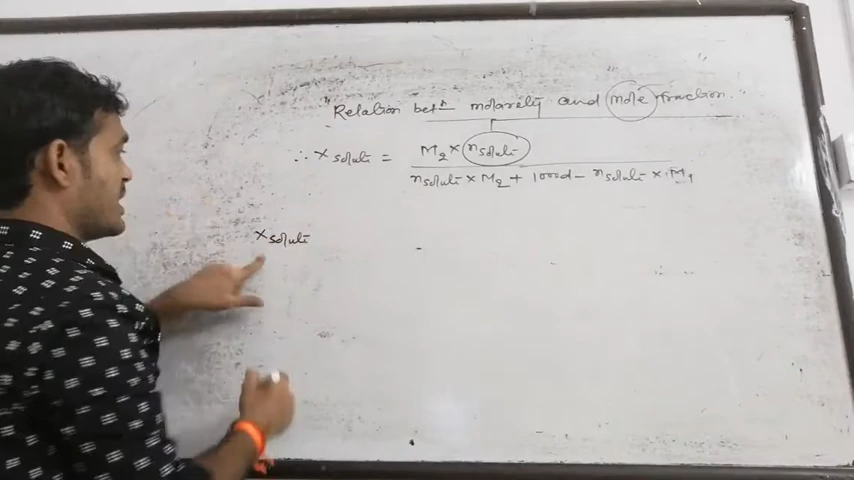 Relation betn molarity and mole fraction.
∴ x solute = M₂ × n solute
n solute × M₂ + 1000d − n solute × M₁
x solute